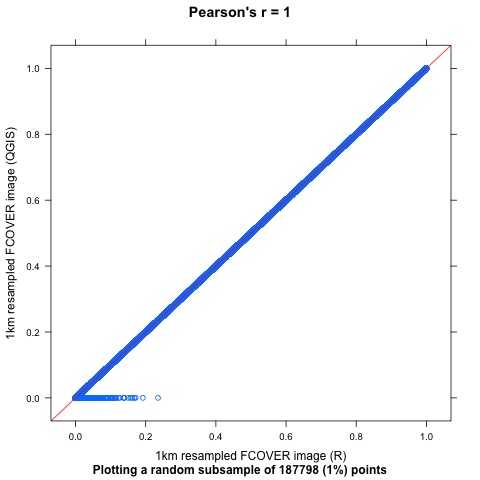 Pearson's r = 1
1km resampled FCOVER image (QGIS)
1.0
0.8
0.6
0.4
0.2
0.0
0.0 0.2 0.4 0.6 0.8 1.0
1km resampled FCOVER image (R)
Plotting a random subsample of 187798 (1%) points